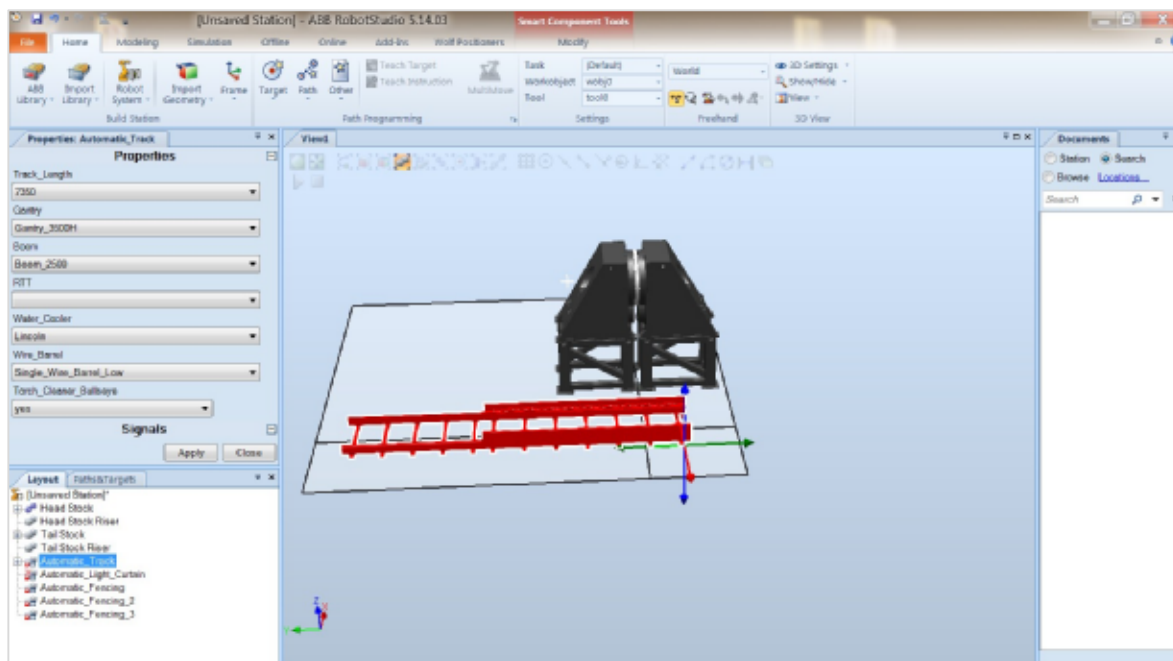 [Unsaved Station] - ABB RobotStudio 5.14.03
Smart Component Tools
File Home Modeling Simulation Offline Online Add-Ins Wolf Positioners Modify
ABB Library
Import Library
Robot System
Import Geometry
Frame
Target
Path
Other
Teach Target
Teach Instruction
MultiMove
Task (Default)
Workobject wobj0
Tool tool0
World
3D Settings
Show/Hide
View
Build Station
Path Programming
Settings
Freehand
3D View
Properties: Automatic_Track
View1
Documents
Properties
Track_Length
7350
Gantry
Gantry_3500H
Boom
Boom_2500
RTT
Water_Cooler
Lincoln
Wire_Barrel
Single_Wire_Barrel_Low
Torch_Cleaner_Bullseye
yes
Signals
Apply Close
Station Search
Browse Locations...
Search
Layout Paths&Targets
[Unsaved Station]*
Head Stock
Head Stock Riser
Tail Stock
Tail Stock Riser
Automatic_Track
Automatic_Light_Curtain
Automatic_Fencing
Automatic_Fencing_2
Automatic_Fencing_3
Z
X
Y